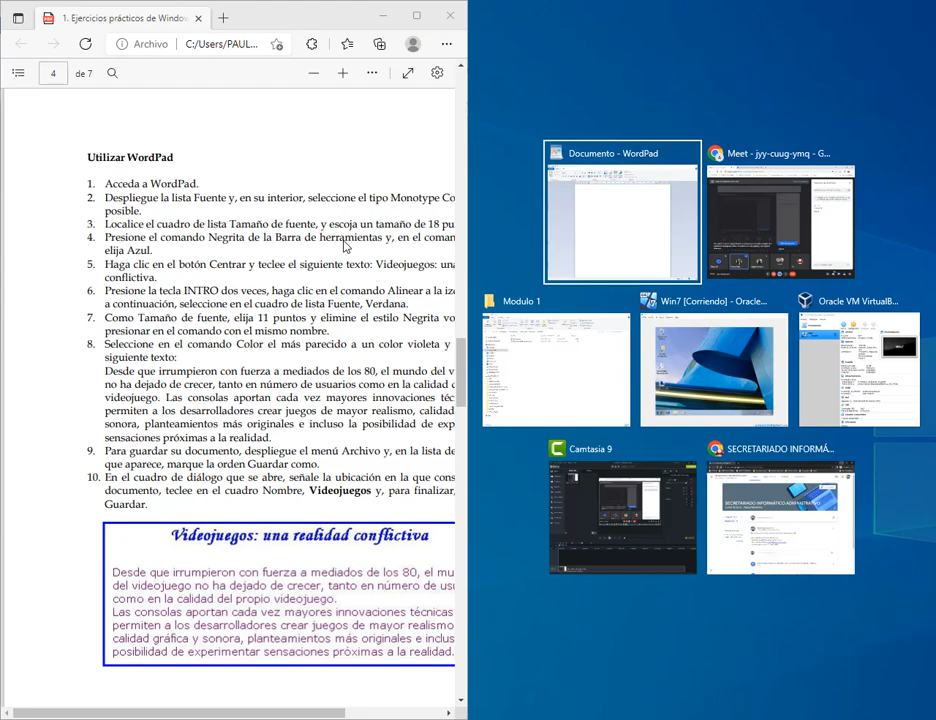 1. Ejercicios prácticos de Window
Archivo
C:/Users/PAUL...
4
de 7
Utilizar WordPad
1. Acceda a WordPad.
2. Despliegue la lista Fuente y, en su interior, seleccione el tipo Monotype Co
posible.
3. Localice el cuadro de lista Tamaño de fuente, y escoja un tamaño de 18 pu
4. Presione el comando Negrita de la Barra de herramientas y, en el coman
elija Azul.
5. Haga clic en el botón Centrar y teclee el siguiente texto: Videojuegos: una
conflictiva.
6. Presione la tecla INTRO dos veces, haga clic en el comando Alinear a la iz
a continuación, seleccione en el cuadro de lista Fuente, Verdana.
7. Como Tamaño de fuente, elija 11 puntos y elimine el estilo Negrita vo
presionar en el comando con el mismo nombre.
8. Seleccione en el comando Color el más parecido a un color violeta y
siguiente texto:
Desde que irrumpieron con fuerza a mediados de los 80, el mundo del v
no ha dejado de crecer, tanto en número de usuarios como en la calidad d
videojuego. Las consolas aportan cada vez mayores innovaciones téc
permiten a los desarrolladores crear juegos de mayor realismo, calidad
sonora, planteamientos más originales e incluso la posibilidad de exp
sensaciones próximas a la realidad.
9. Para guardar su documento, despliegue el menú Archivo y, en la lista de
que aparece, marque la orden Guardar como.
10. En el cuadro de diálogo que se abre, señale la ubicación en la que cons
documento, teclee en el cuadro Nombre, Videojuegos y, para finalizar,
Guardar.
Videojuegos: una realidad conflictiva
Desde que irrumpieron con fuerza a mediados de los 80, el mu
del videojuego no ha dejado de crecer, tanto en número de usu
como en la calidad del propio videojuego.
Las consolas aportan cada vez mayores innovaciones técnicas
permiten a los desarrolladores crear juegos de mayor realismo
calidad gráfica y sonora, planteamientos más originales e inclus
posibilidad de experimentar sensaciones próximas a la realidad.
Documento - WordPad
Meet - jyy-cuug-ymq - G...
Modulo 1
Win7 [Corriendo] - Oracle...
Oracle VM VirtualB...
Camtasia 9
SECRETARIADO INFORMÁ...
SECRETARIADO INFORMÁTICO ADMINISTRATIVO